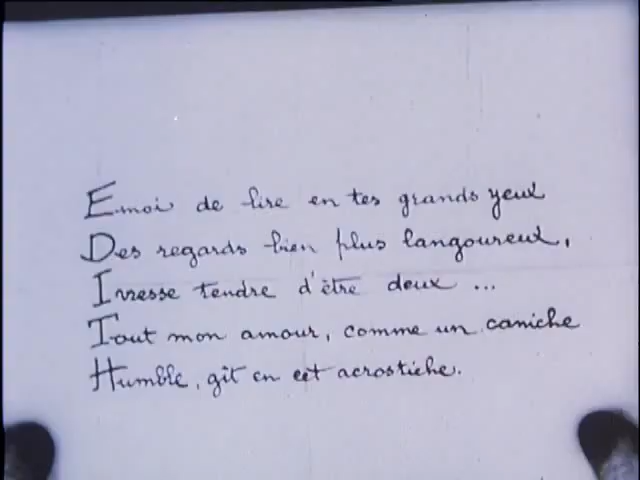 Emoi de lire en tes grands yeux
Des regards bien plus langoureux,
Ivresse tendre d'être deux ...
Tout mon amour, comme un caniche
Humble, gît en cet acrostiche.